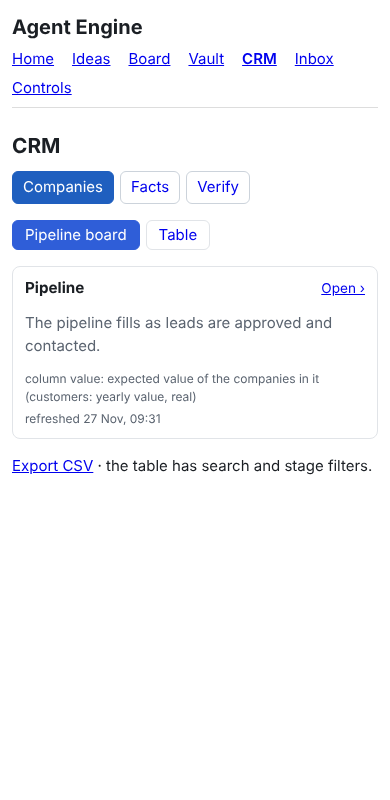 Agent Engine
Home Ideas Board Vault CRM Inbox
Controls
CRM
Companies Facts Verify
Pipeline board Table
Pipeline Open ›
The pipeline fills as leads are approved and
contacted.
column value: expected value of the companies in it
(customers: yearly value, real)
refreshed 27 Nov, 09:31
Export CSV · the table has search and stage filters.